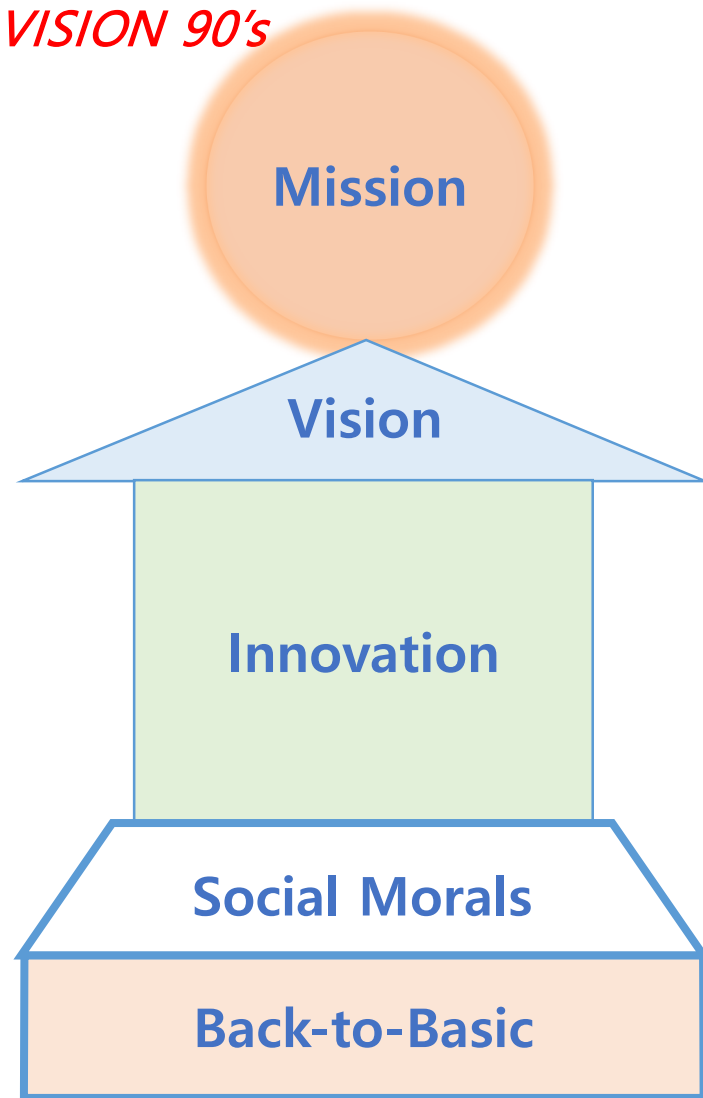 VISION 90's
Mission
Vision
Innovation
Social Morals
Back-to-Basic